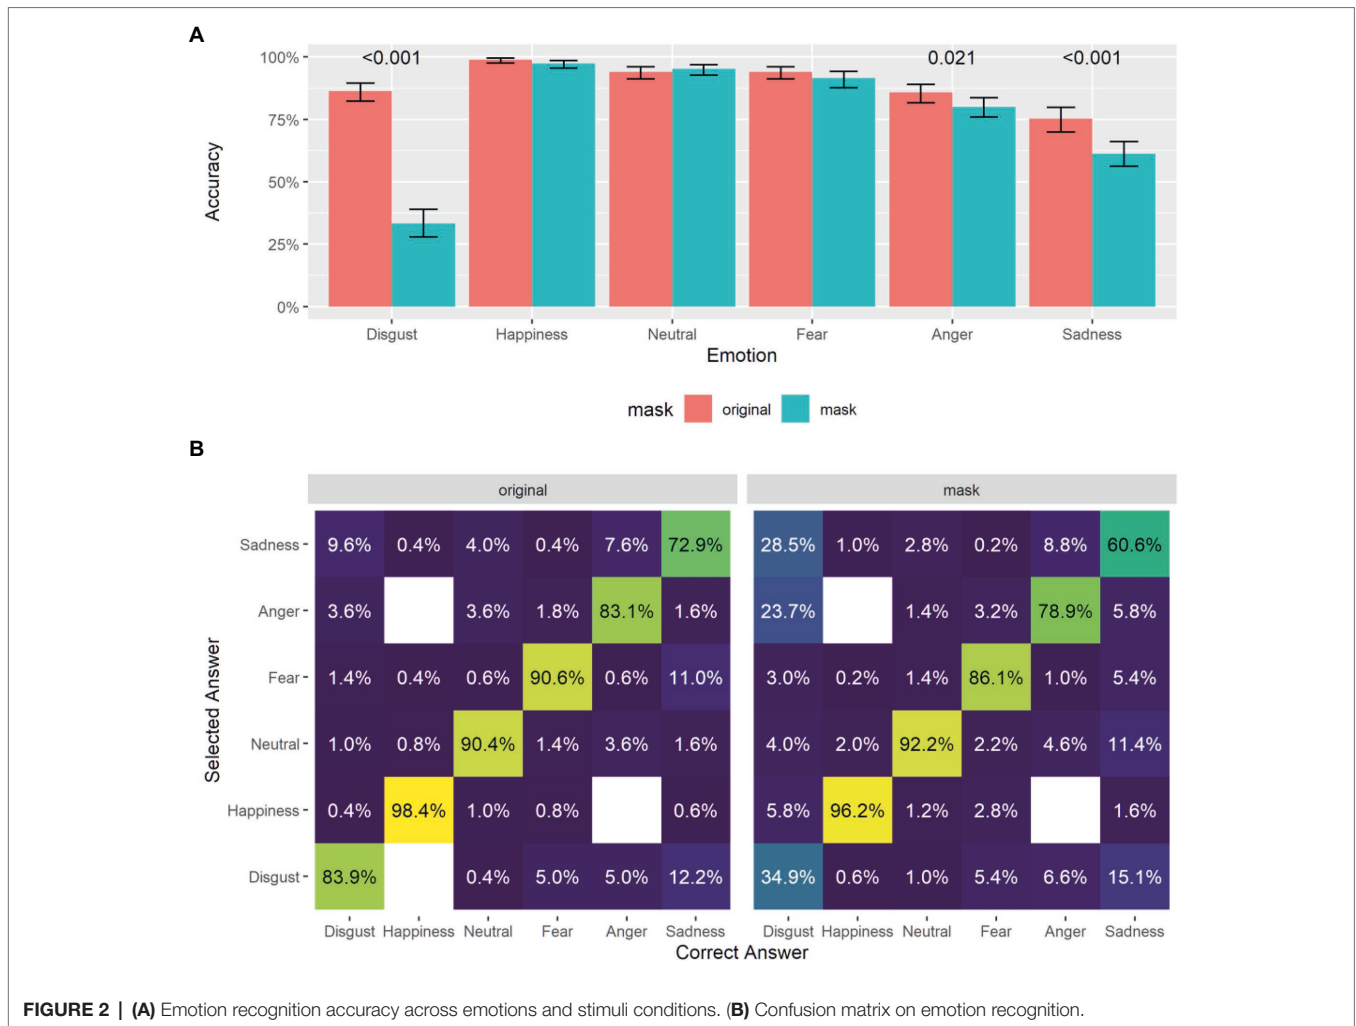 A
<0.001 0.021 <0.001
100%
75%
50%
25%
0%
Accuracy
Disgust Happiness Neutral Fear Anger Sadness
Emotion
mask original mask
B
original mask
Sadness 9.6% 0.4% 4.0% 0.4% 7.6% 72.9% 28.5% 1.0% 2.8% 0.2% 8.8% 60.6%
Anger 3.6% 3.6% 1.8% 83.1% 1.6% 23.7% 1.4% 3.2% 78.9% 5.8%
Fear 1.4% 0.4% 0.6% 90.6% 0.6% 11.0% 3.0% 0.2% 1.4% 86.1% 1.0% 5.4%
Neutral 1.0% 0.8% 90.4% 1.4% 3.6% 1.6% 4.0% 2.0% 92.2% 2.2% 4.6% 11.4%
Happiness 0.4% 98.4% 1.0% 0.8% 0.6% 5.8% 96.2% 1.2% 2.8% 1.6%
Disgust 83.9% 0.4% 5.0% 5.0% 12.2% 34.9% 0.6% 1.0% 5.4% 6.6% 15.1%
Selected Answer
Disgust Happiness Neutral Fear Anger Sadness Disgust Happiness Neutral Fear Anger Sadness
Correct Answer
FIGURE 2 | (A) Emotion recognition accuracy across emotions and stimuli conditions. (B) Confusion matrix on emotion recognition.